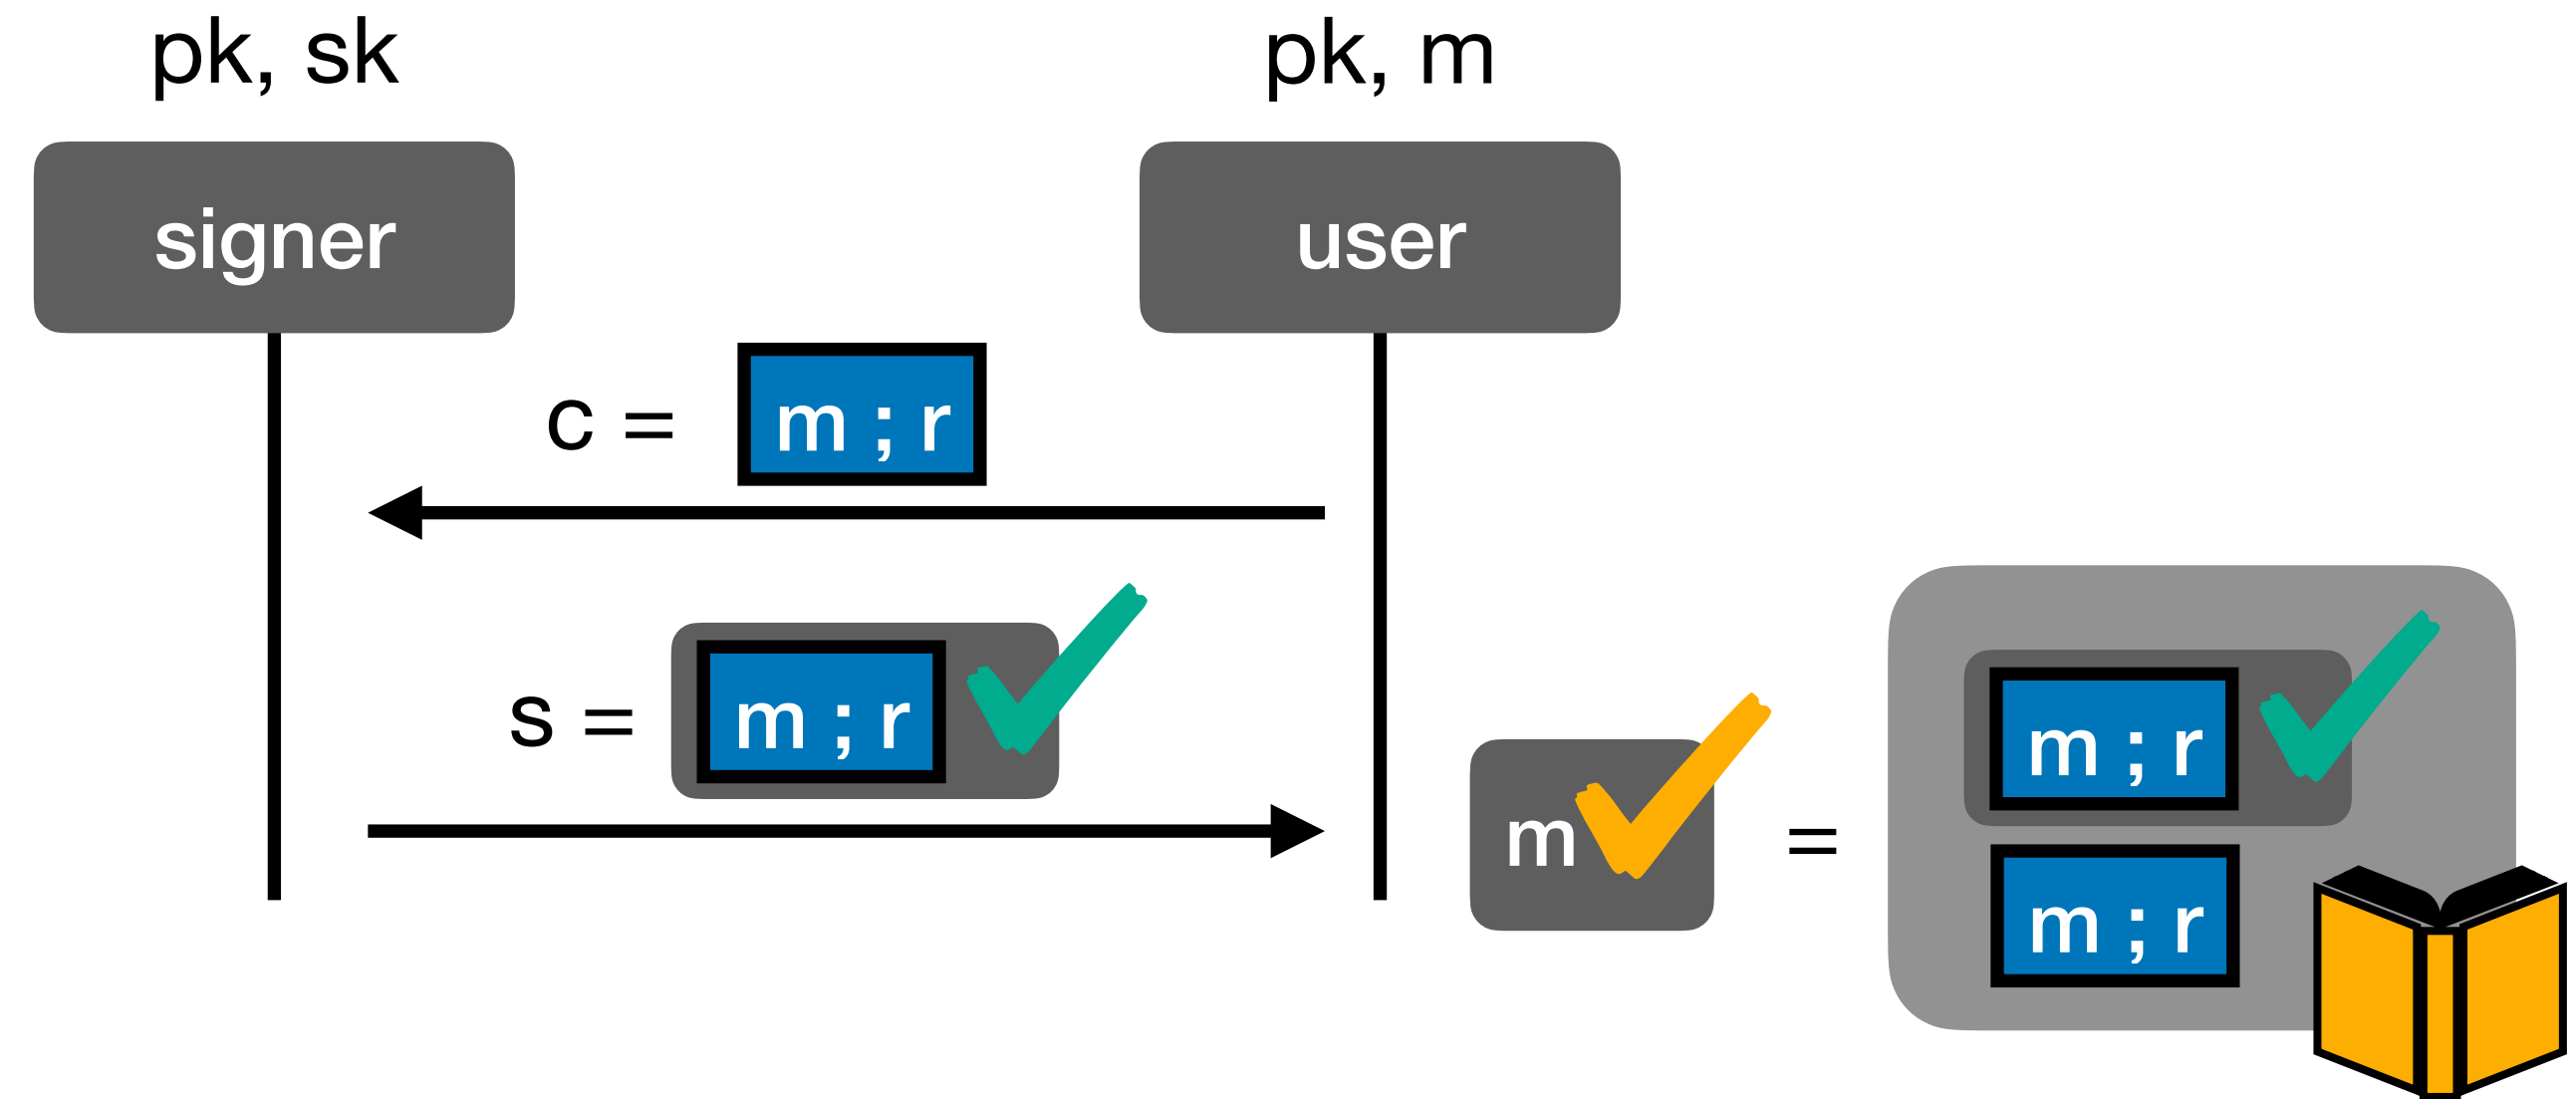 pk, sk
pk, m
signer
user
c = m ; r
s = m ; r
m = m ; r
m ; r